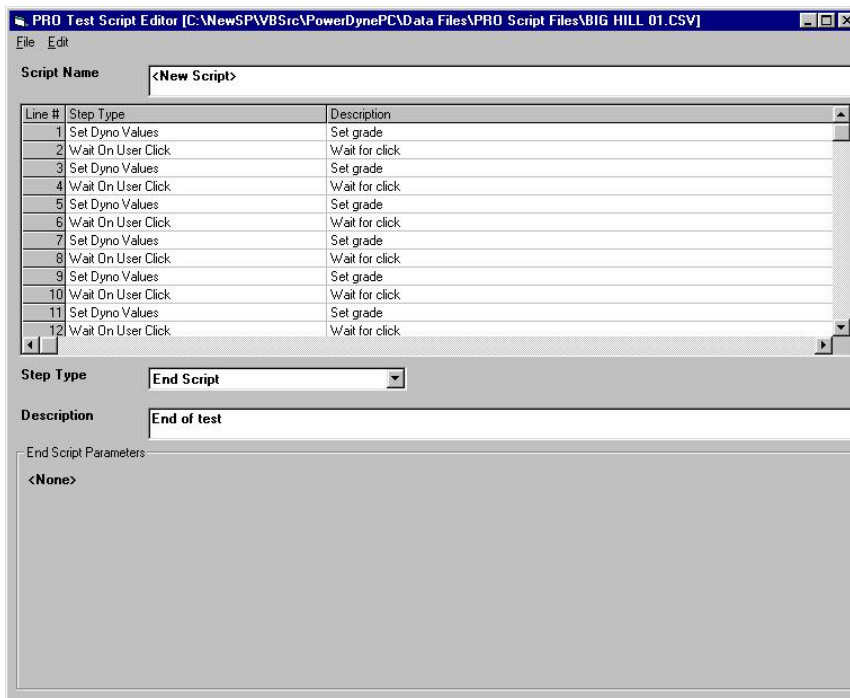 PRO Test Script Editor [C:\NewSP\VBSrc\PowerDynePC\Data Files\PRO Script Files\BIG HILL 01.CSV]
File Edit
Script Name <New Script>
Line # Step Type Description
1 Set Dyno Values Set grade
2 Wait On User Click Wait for click
3 Set Dyno Values Set grade
4 Wait On User Click Wait for click
5 Set Dyno Values Set grade
6 Wait On User Click Wait for click
7 Set Dyno Values Set grade
8 Wait On User Click Wait for click
9 Set Dyno Values Set grade
10 Wait On User Click Wait for click
11 Set Dyno Values Set grade
12 Wait On User Click Wait for click
Step Type End Script
Description End of test
End Script Parameters
<None>